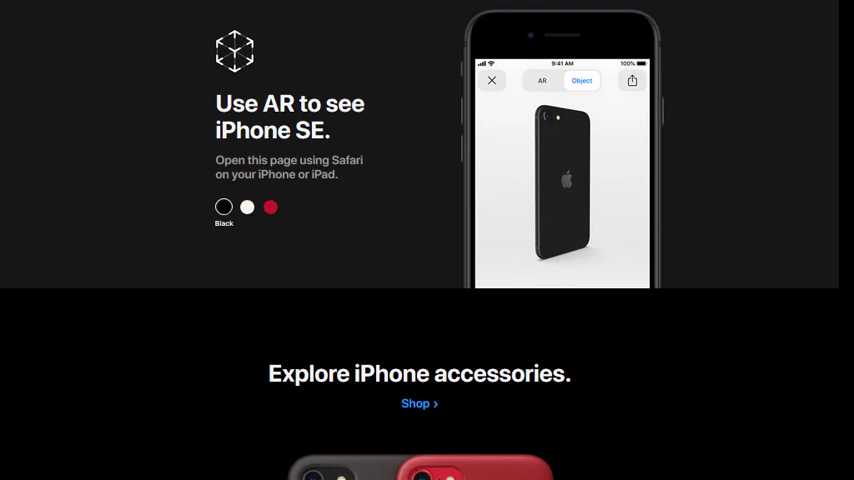 Use AR to see
iPhone SE.
Open this page using Safari
on your iPhone or iPad.
Black
9:41 AM
100%
AR
Object
Explore iPhone accessories.
Shop ›